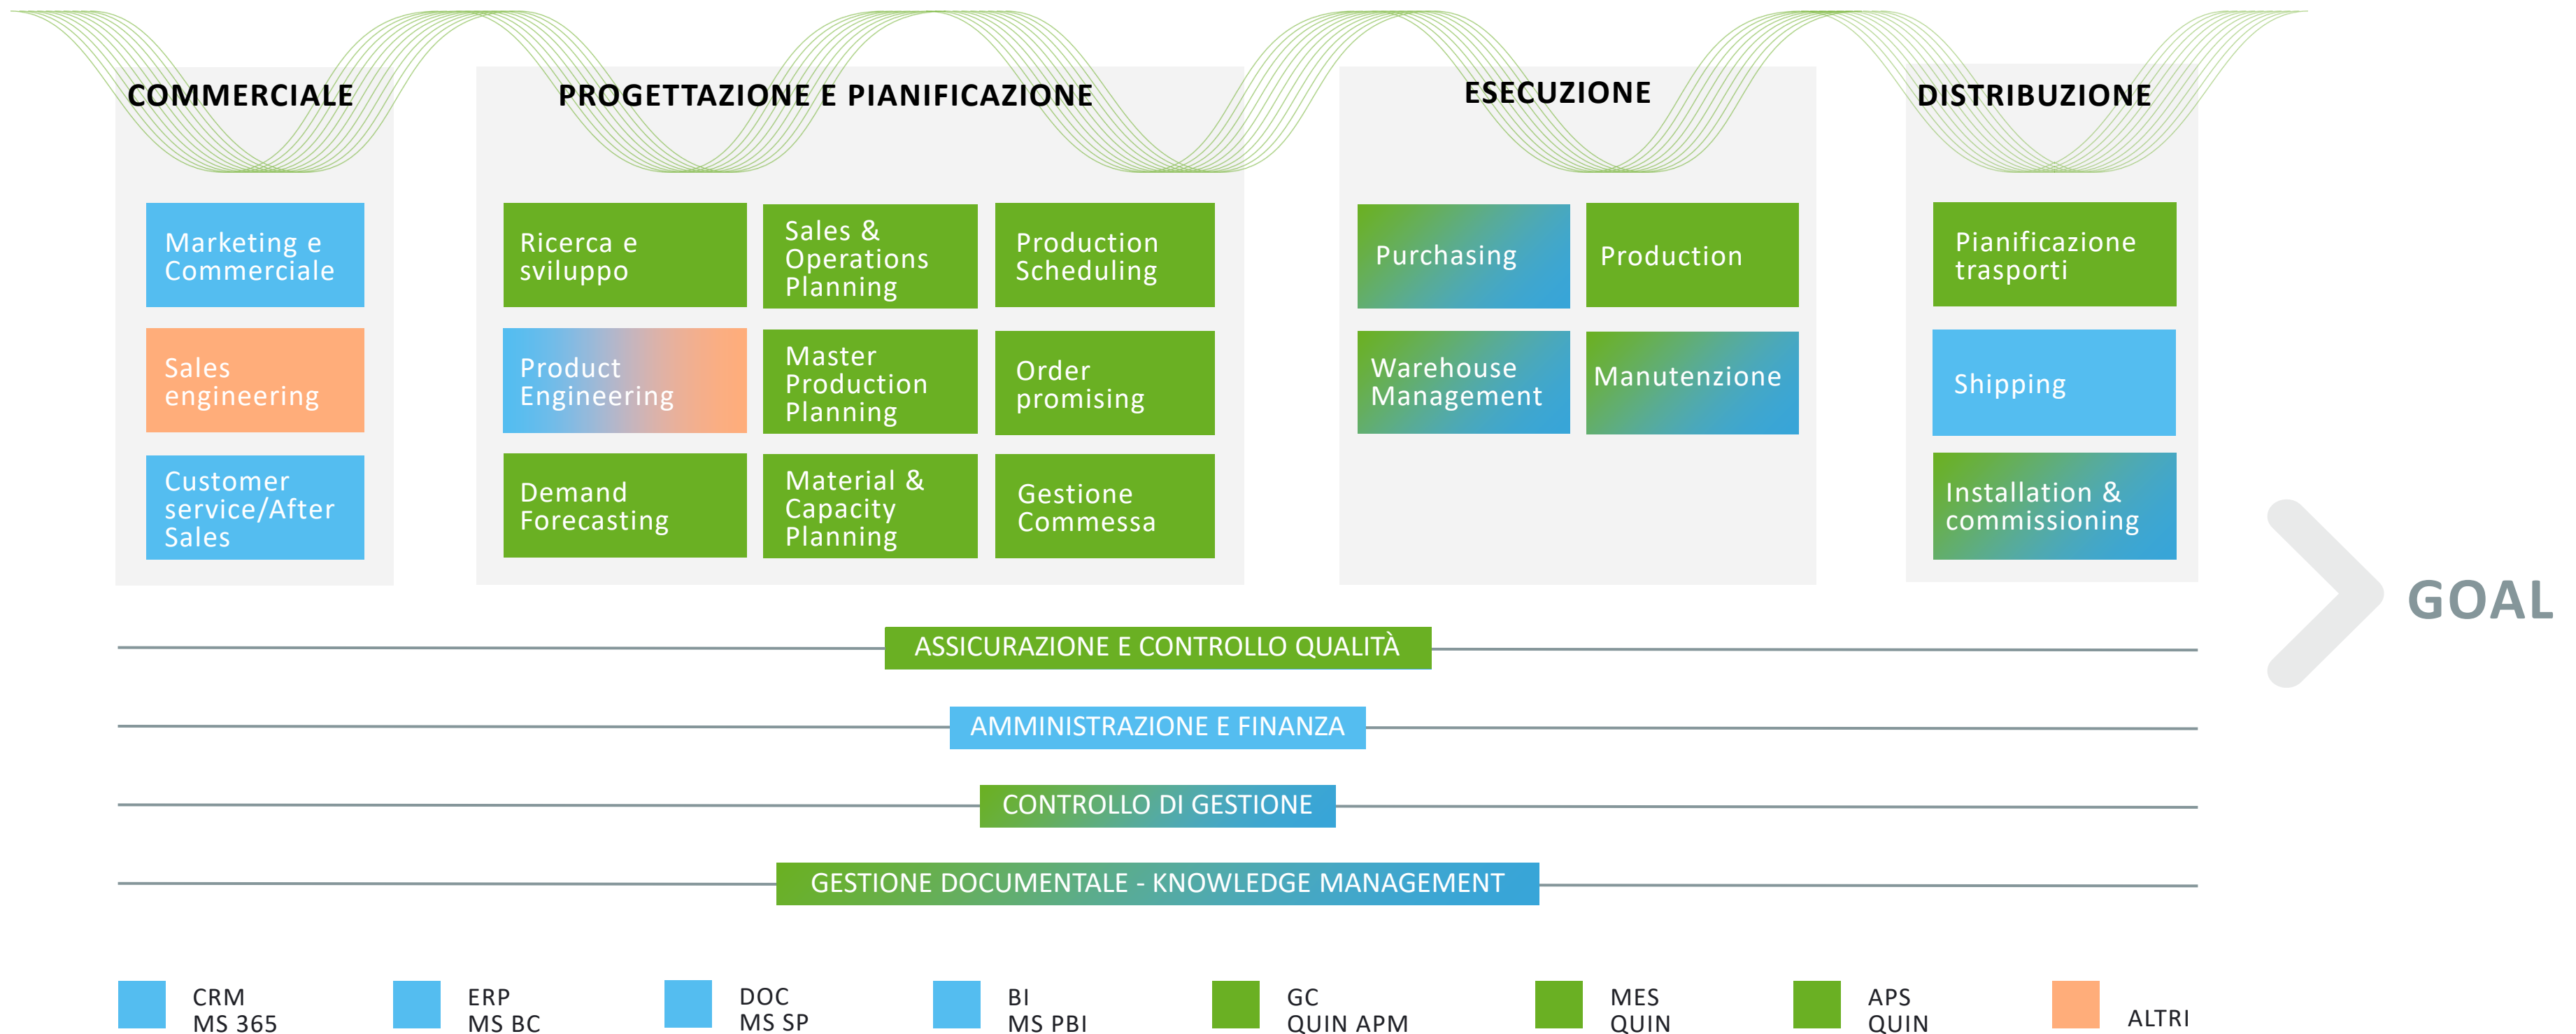 COMMERCIALE
Marketing e
Commerciale
Sales
engineering
Customer
service/After
Sales
PROGETTAZIONE E PIANIFICAZIONE
Ricerca e
sviluppo
Product
Engineering
Demand
Forecasting
Sales &
Operations
Planning
Master
Production
Planning
Material &
Capacity
Planning
Production
Scheduling
Order
promising
Gestione
Commessa
ESECUZIONE
Purchasing
Warehouse
Management
Production
Manutenzione
DISTRIBUZIONE
Pianificazione
trasporti
Shipping
Installation &
commissioning
GOAL
ASSICURAZIONE E CONTROLLO QUALITÀ
AMMINISTRAZIONE E FINANZA
CONTROLLO DI GESTIONE
GESTIONE DOCUMENTALE - KNOWLEDGE MANAGEMENT
CRM
MS 365
ERP
MS BC
DOC
MS SP
BI
MS PBI
GC
QUIN APM
MES
QUIN
APS
QUIN
ALTRI